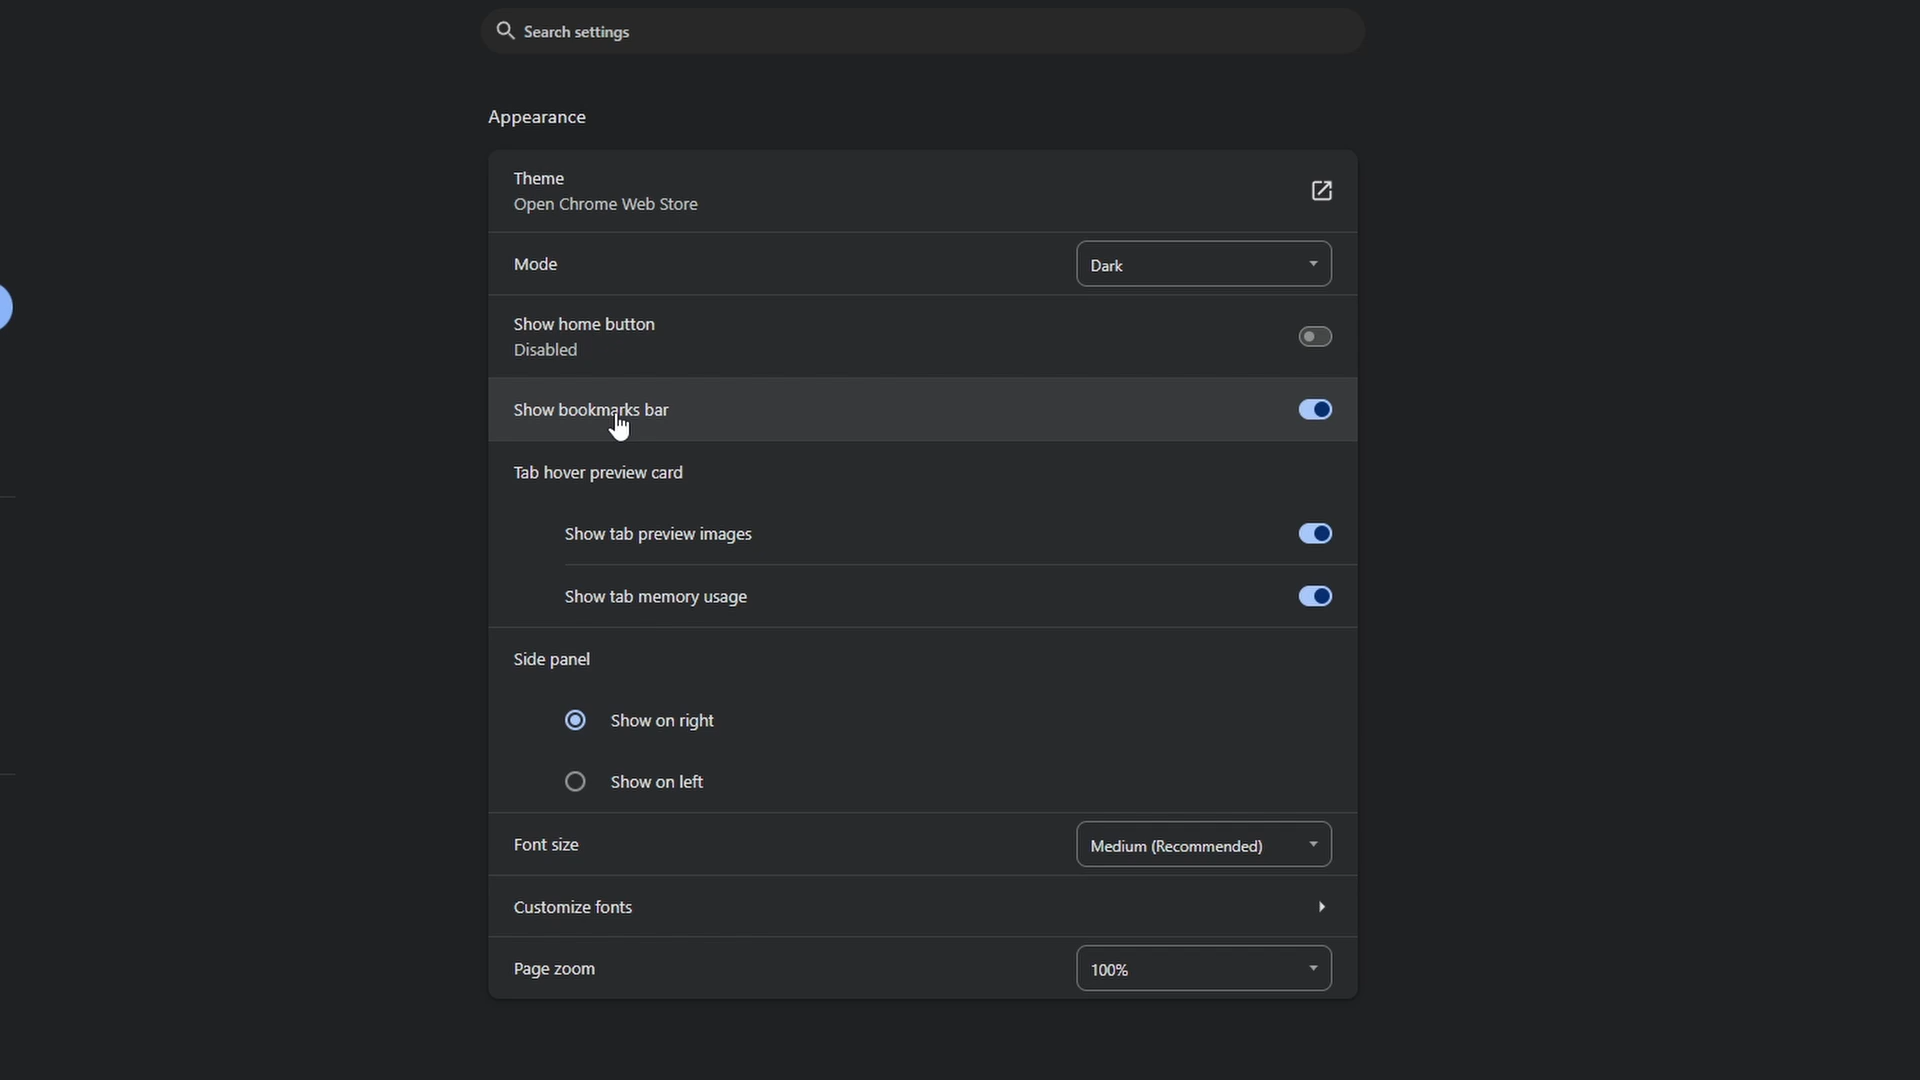 Search settings
Appearance
Theme
Open Chrome Web Store
Mode
Dark
Show home button
Disabled
Show bookmarks bar
Tab hover preview card
Show tab preview images
Show tab memory usage
Side panel
Show on right
Show on left
Font size
Medium (Recommended)
Customize fonts
Page zoom
100%